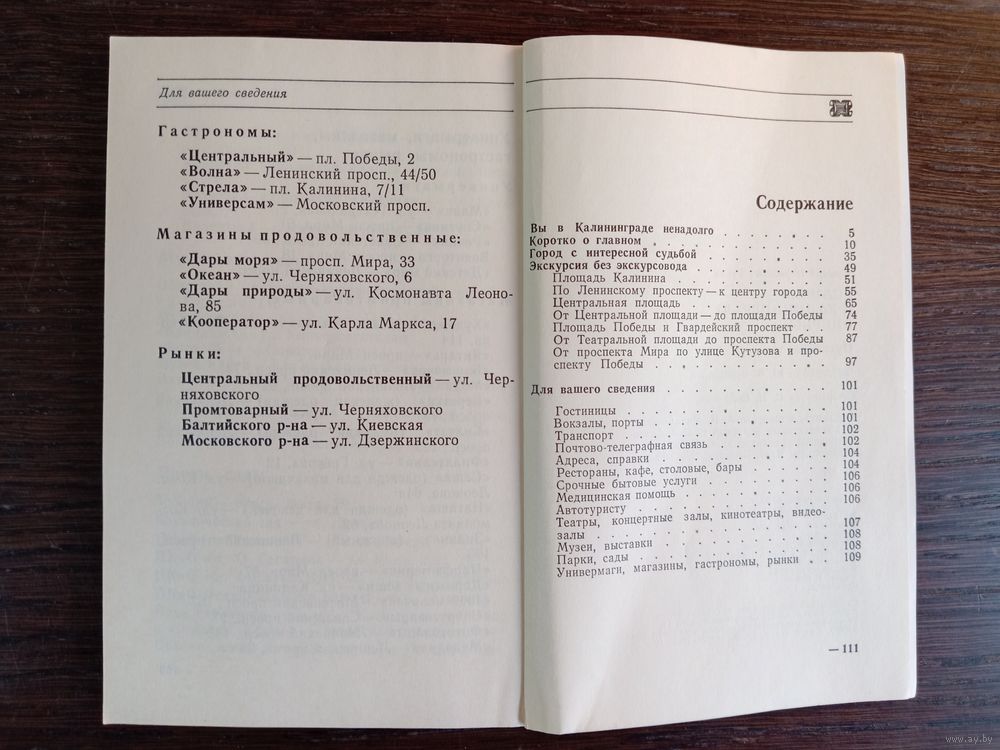 Для вашего сведения
Гастрономы:
«Центральный» — пл. Победы, 2
«Волна» — Ленинский просп., 44/50
«Стрела» — пл. Калинина, 7/11
«Универсам» — Московский просп.
Магазины продовольственные:
«Дары моря» — просп. Мира, 33
«Океан» — ул. Черняховского, 6
«Дары природы» — ул. Космонавта Леоно-
ва, 85
«Кооператор» — ул. Карла Маркса, 17
Рынки:
Центральный продовольственный — ул. Чер-
няховского
Промтоварный — ул. Черняховского
Балтийского р-на — ул. Киевская
Московского р-на — ул. Дзержинского
Содержание
Вы в Калининграде ненадолго . . . . . 5
Коротко о главном . . . . . . . . 10
Город с интересной судьбой . . . . . . 35
Экскурсия без экскурсовода . . . . . . 49
Площадь Калинина . . . . . . . 51
По Ленинскому проспекту — к центру города . 55
Центральная площадь . . . . . . 65
От Центральной площади — до площади Победы 74
Площадь Победы и Гвардейский проспект . . 77
От Театральной площади до проспекта Победы 87
От проспекта Мира по улице Кутузова и про-
спекту Победы . . . . . . . . 97
Для вашего сведения . . . . . . . . 101
Гостиницы . . . . . . . . . 101
Вокзалы, порты . . . . . . . . 101
Транспорт . . . . . . . . . 102
Почтово-телеграфная связь . . . . . 102
Адреса, справки . . . . . . . . 104
Рестораны, кафе, столовые, бары . . . . 104
Срочные бытовые услуги . . . . . . 106
Медицинская помощь . . . . . . . 106
Автотуристу . . . . . . . . . 106
Театры, концертные залы, кинотеатры, видео-
залы . . . . . . . . . . 107
Музеи, выставки . . . . . . . . 108
Парки, сады . . . . . . . . . 108
Универмаги, магазины, гастрономы, рынки . . 109
— 111
www.ay.by